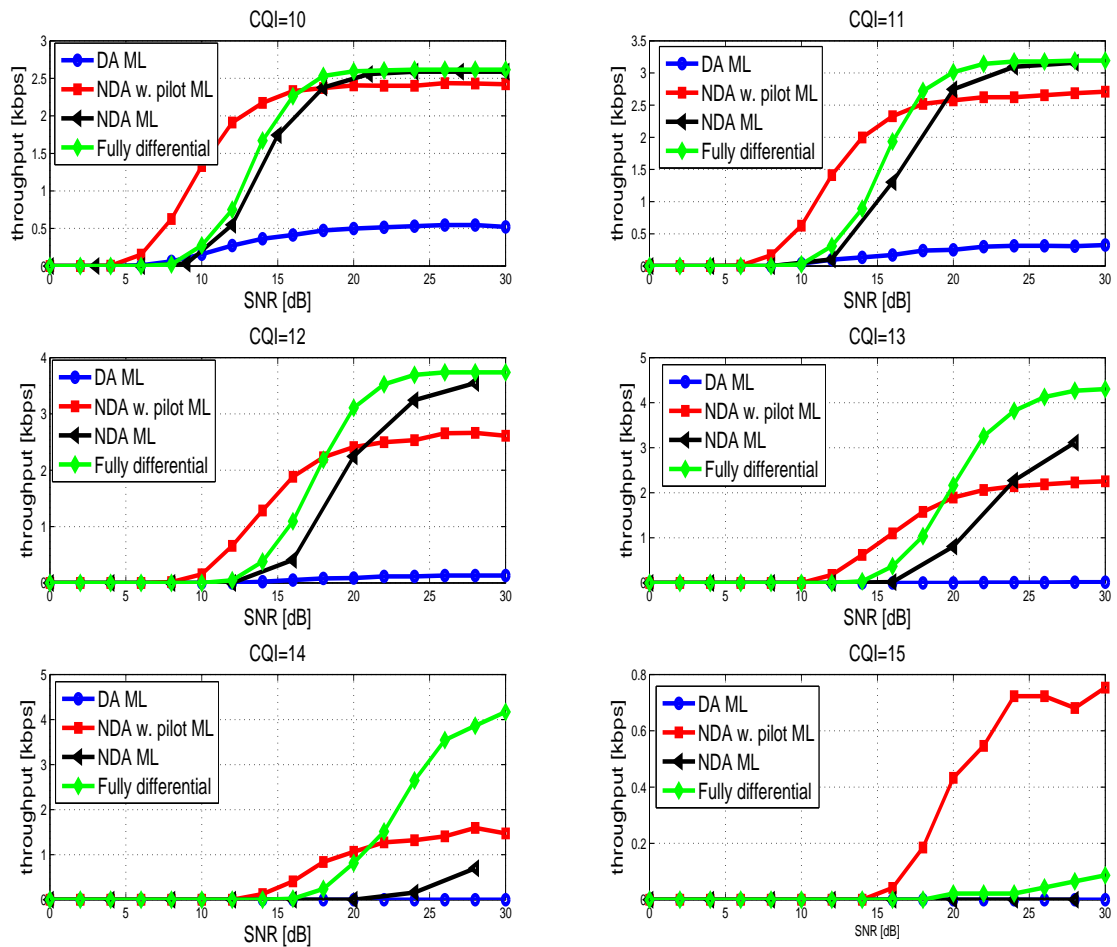 CQI=10
3
2.5
2
1.5
1
0.5
0
throughput [kbps]
DA ML
NDA w. pilot ML
NDA ML
Fully differential
0 5 10 15 20 25 30
SNR [dB]
CQI=11
3.5
3
2.5
2
1.5
1
0.5
0
throughput [kbps]
DA ML
NDA w. pilot ML
NDA ML
Fully differential
0 5 10 15 20 25 30
SNR [dB]
CQI=12
4
3
2
1
0
throughput [kbps]
DA ML
NDA w. pilot ML
NDA ML
Fully differential
0 5 10 15 20 25 30
SNR [dB]
CQI=13
5
4
3
2
1
0
throughput [kbps]
DA ML
NDA w. pilot ML
NDA ML
Fully differential
0 5 10 15 20 25 30
SNR [dB]
CQI=14
5
4
3
2
1
0
throughput [kbps]
DA ML
NDA w. pilot ML
NDA ML
Fully differential
0 5 10 15 20 25 30
SNR [dB]
CQI=15
0.8
0.6
0.4
0.2
0
throughput [kbps]
DA ML
NDA w. pilot ML
NDA ML
Fully differential
0 5 10 15 20 25 30
SNR [dB]